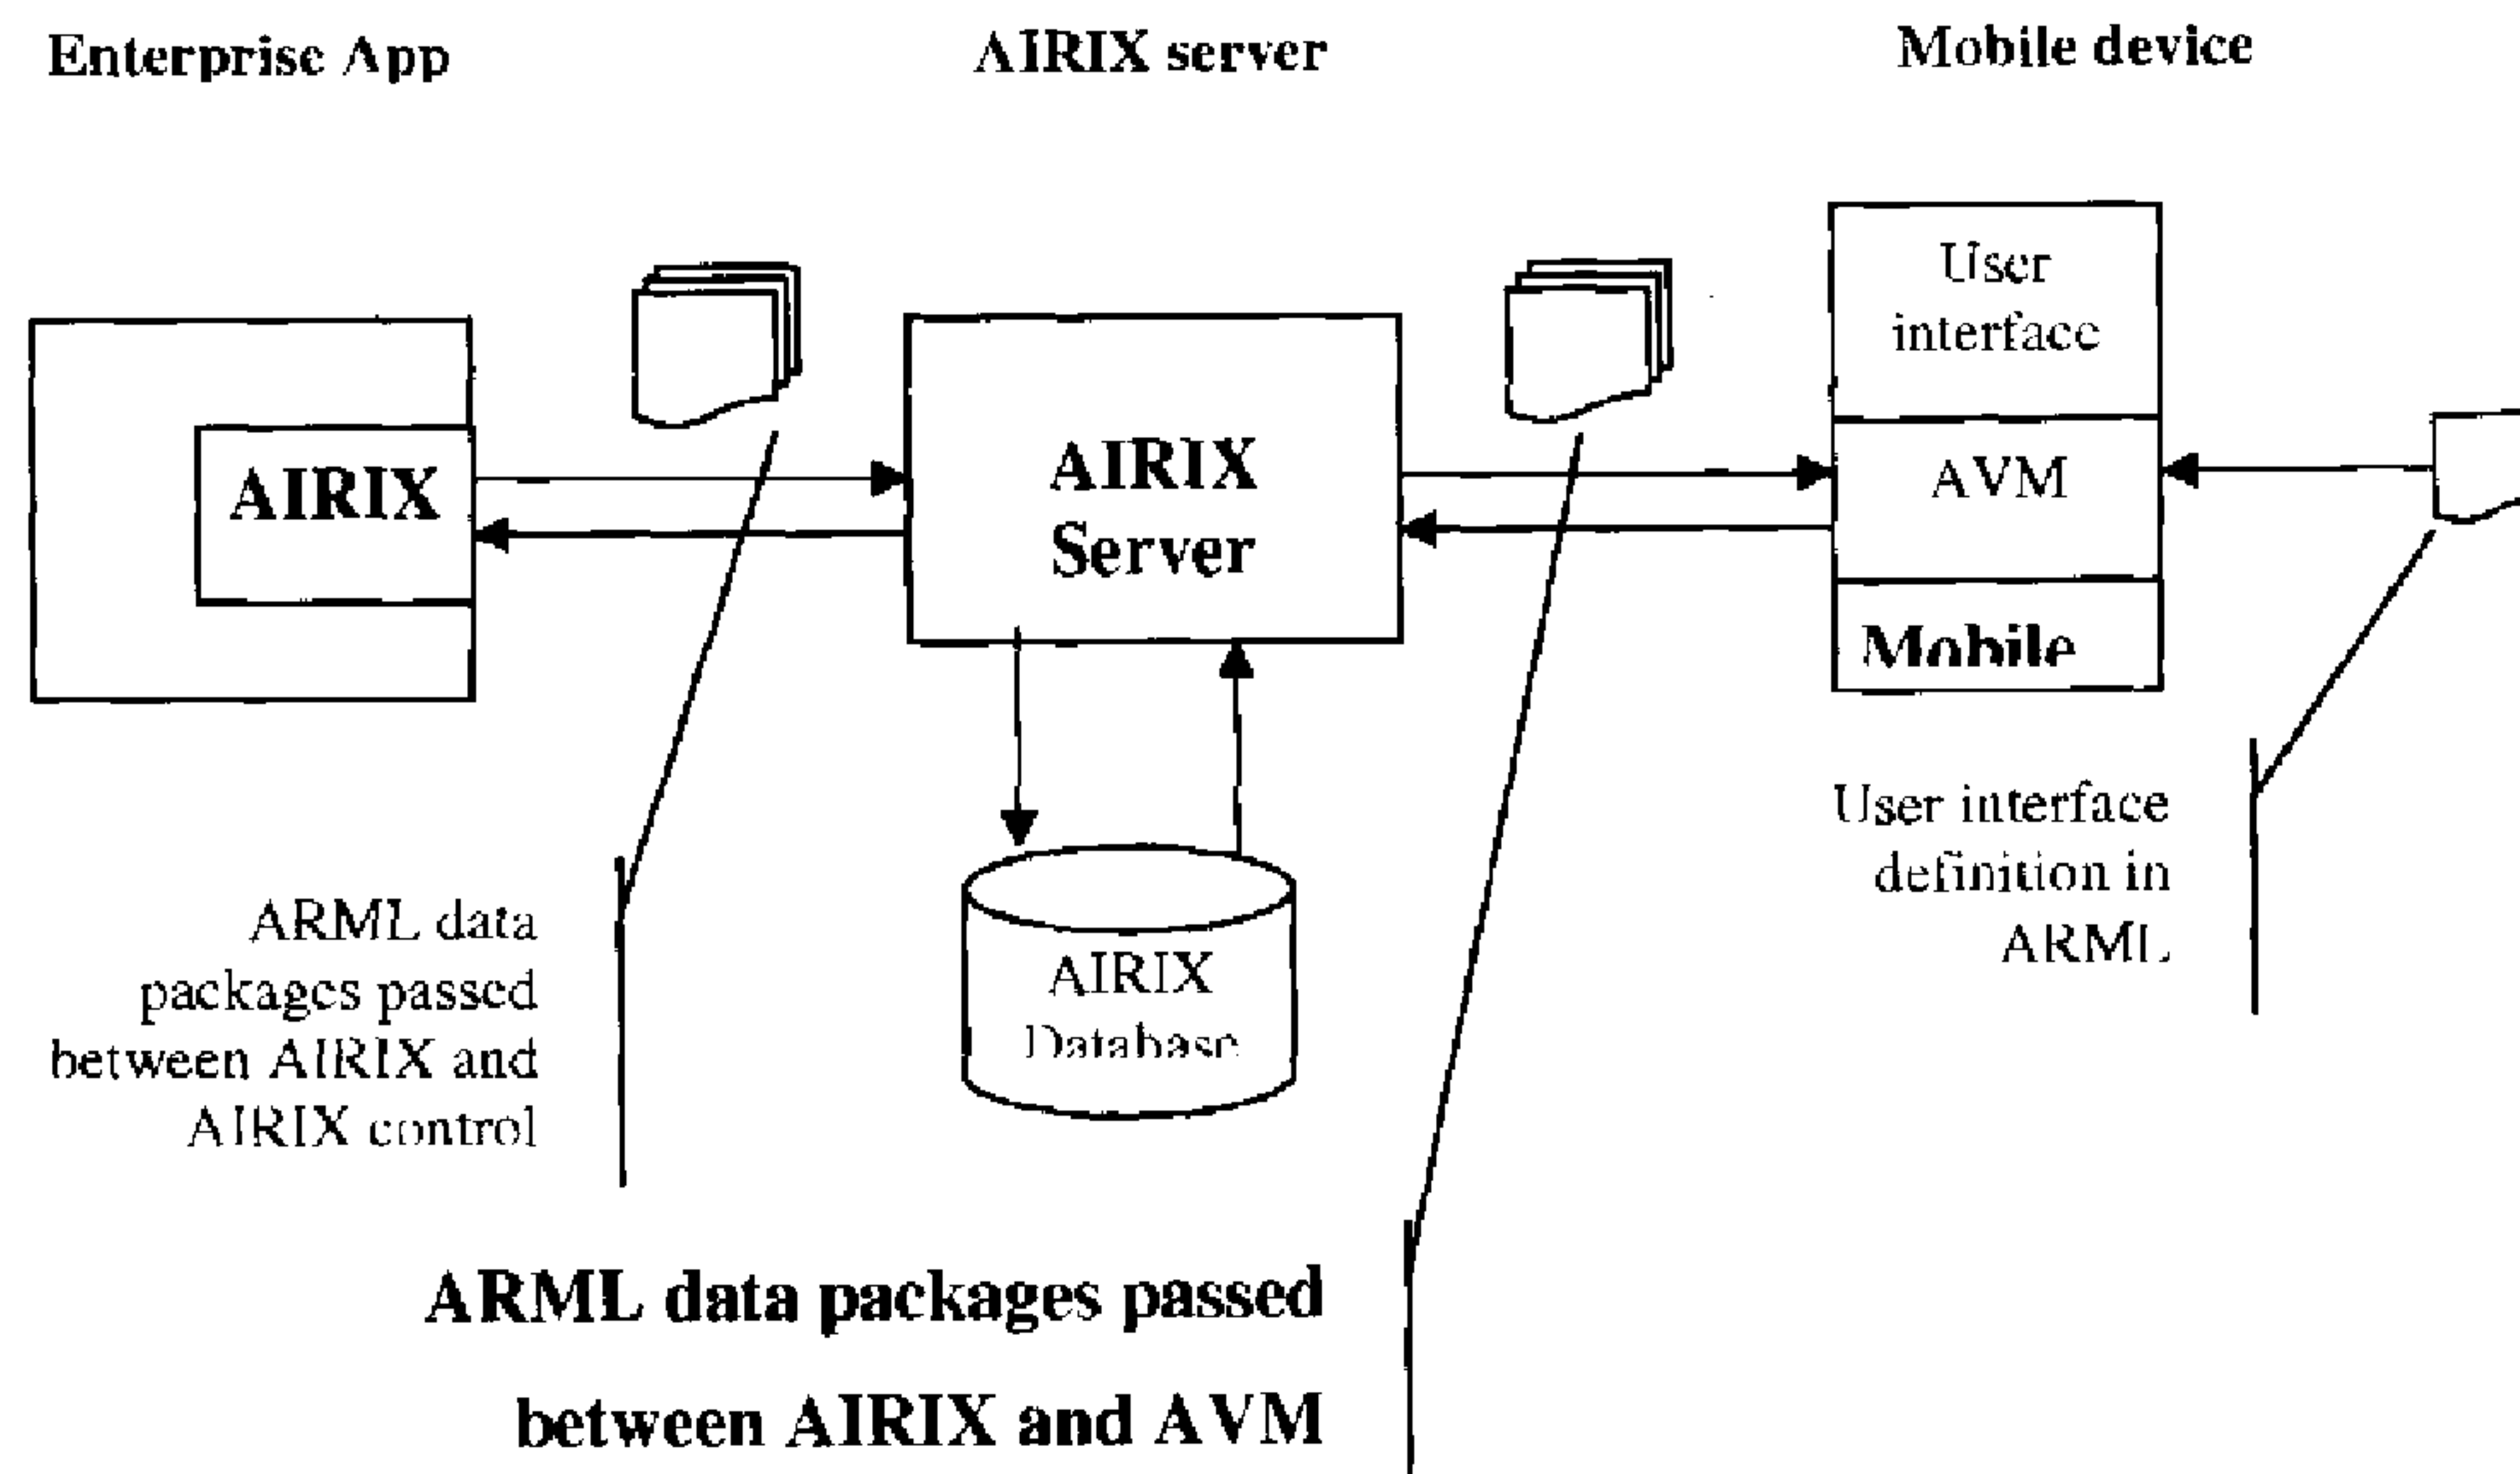 Enterprise App
AIRIX server
Mobile device
User
interface
AIRIX
AIRIX
Server
AVM
Mobile
User interface
definition in
ARML
ARML data
packages passed
between AIRIX and
AIRIX control
AIRIX
Database
ARML data packages passed
between AIRIX and AVM